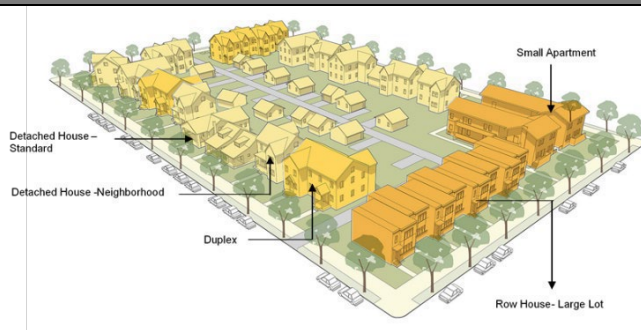 Small Apartment
Detached House –
Standard
Detached House -Neighborhood
Duplex
Row House- Large Lot